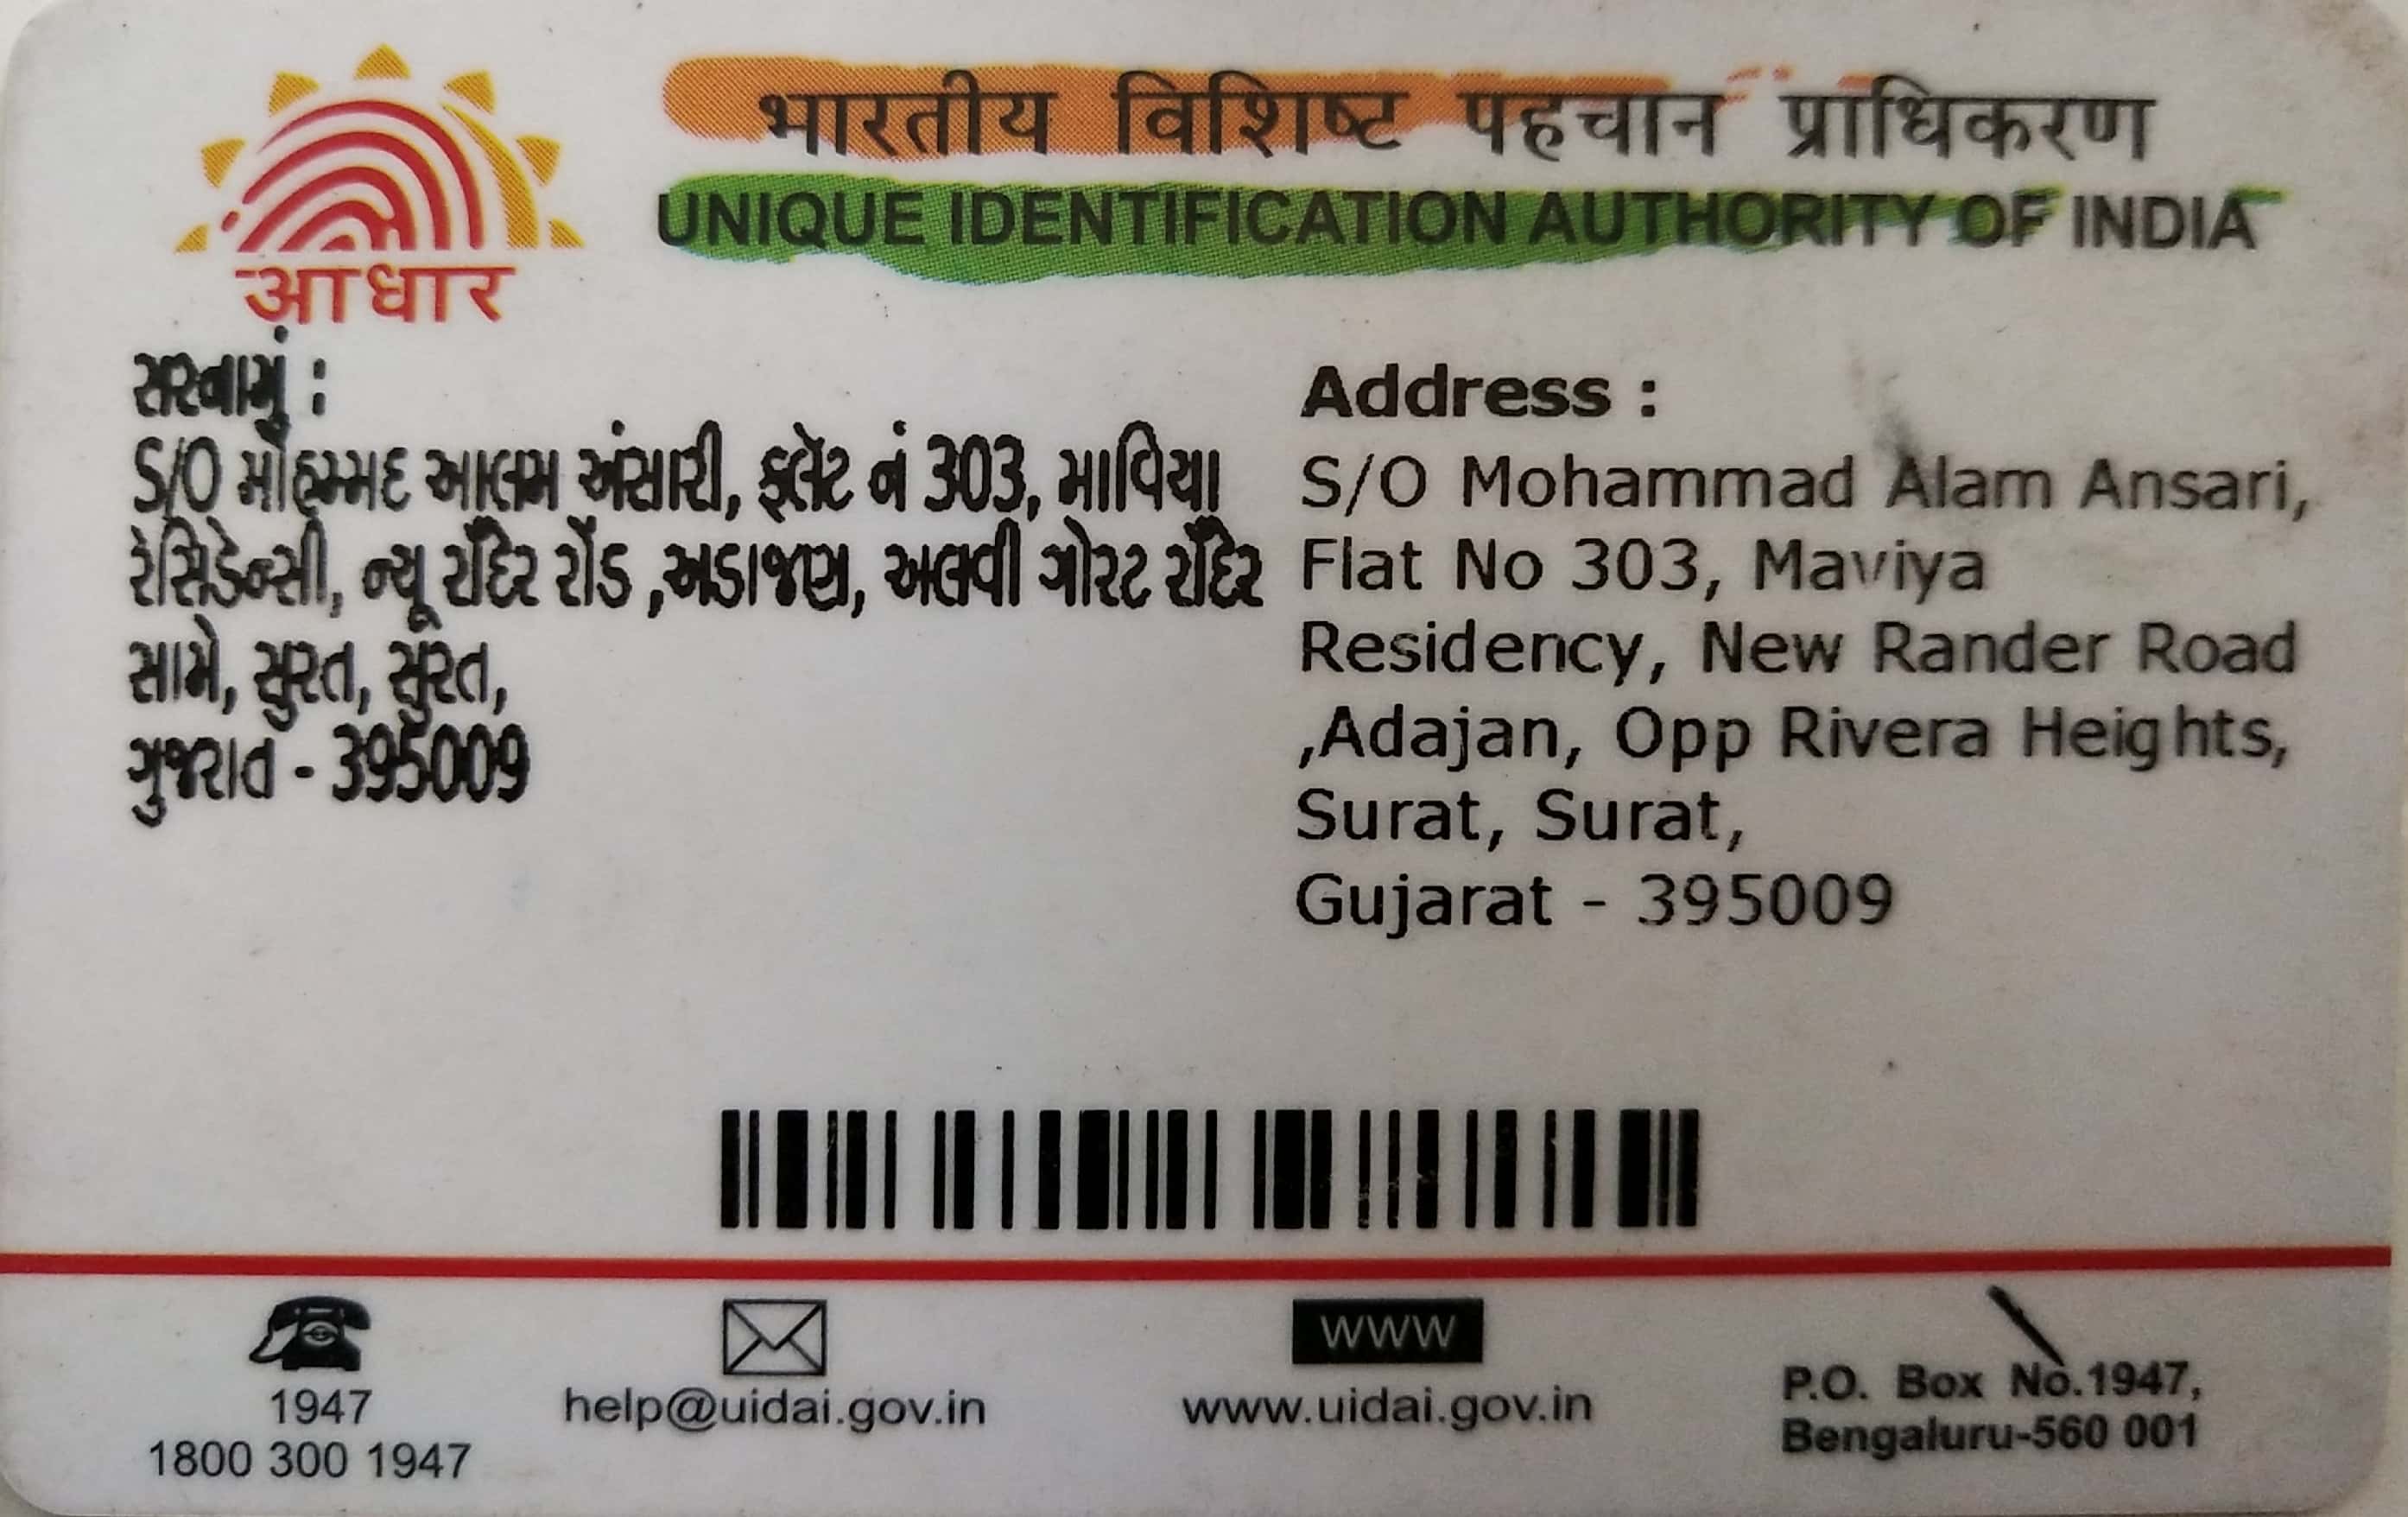 भारतीय विशिष्ट पहचान प्राधिकरण
UNIQUE IDENTIFICATION AUTHORITY OF INDIA
आधार
સરનામું :
S/O મોહમ્મદ આલમ અંસારી, ફ્લેટ નં 303, માવિયા
રેસિડેન્સી, ન્યૂ રાંદેર રોડ ,અડાજણ, અલવી ગોરટ રાંદેર
સામે, સુરત, સુરત,
ગુજરાત - 395009
Address :
S/O Mohammad Alam Ansari,
Flat No 303, Maviya
Residency, New Rander Road
,Adajan, Opp Rivera Heights,
Surat, Surat,
Gujarat - 395009
1947
1800 300 1947
help@uidai.gov.in
WWW
www.uidai.gov.in
P.O. Box No.1947,
Bengaluru-560 001